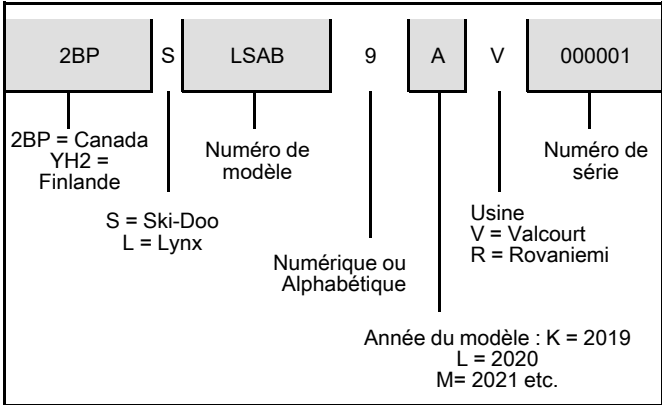 2BP S LSAB 9 A V 000001
2BP = Canada
YH2 =
Finlande
Numéro de
modèle
Numéro de
série
S = Ski-Doo
L = Lynx
Usine
V = Valcourt
R = Rovaniemi
Numérique ou
Alphabétique
Année du modèle : K = 2019
L = 2020
M= 2021 etc.